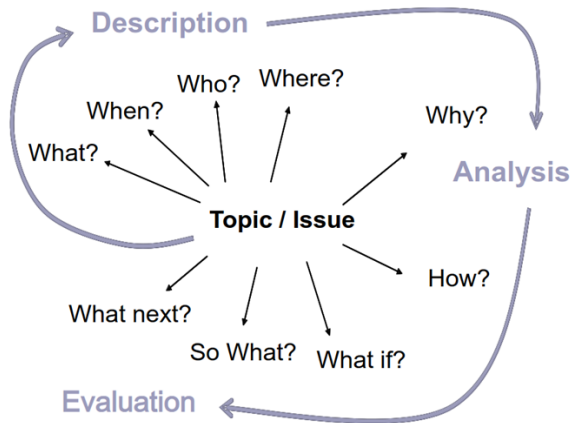 Description
Who?
Where?
When?
Why?
What?
Analysis
Topic / Issue
How?
What next?
So What?
What if?
Evaluation